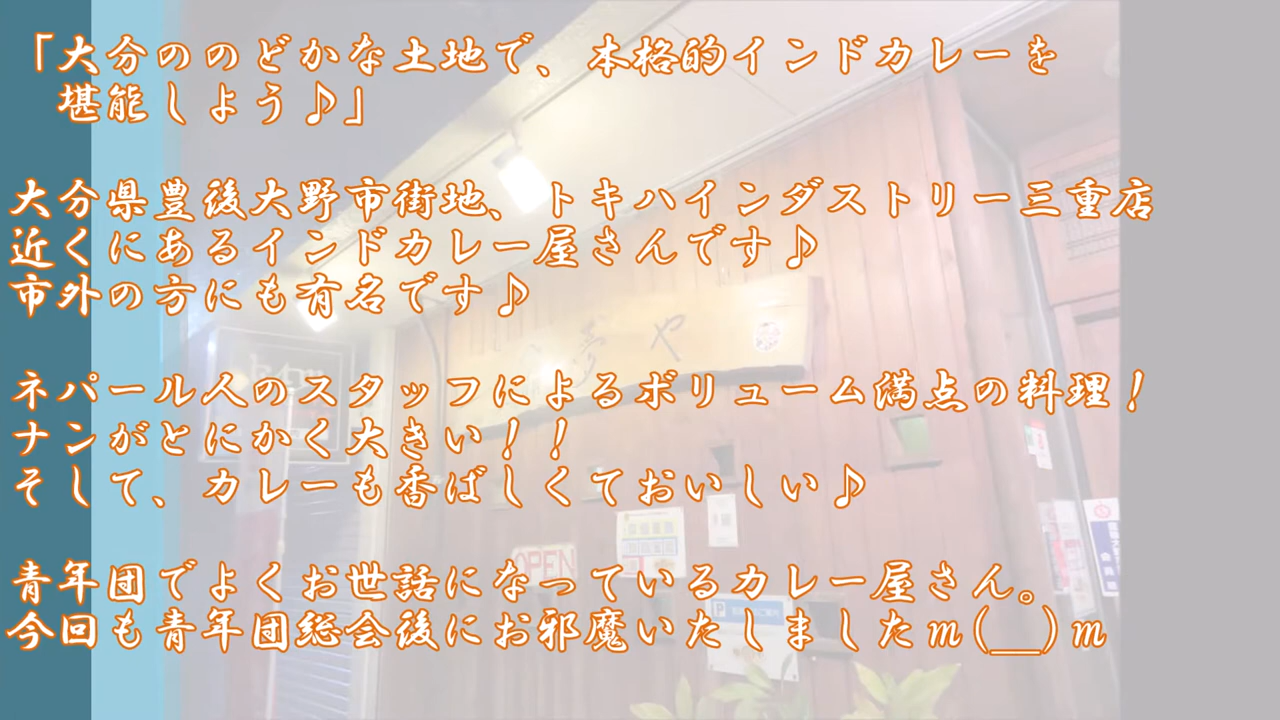 「大分ののどかな土地で、本格的インドカレーを
堪能しよう♪」
大分県豊後大野市街地、トキハインダストリー三重店
近くにあるインドカレー屋さんです♪
市外の方にも有名です♪
ネパール人のスタッフによるボリューム満点の料理！
ナンがとにかく大きい！！
そして、カレーも香ばしくておいしい♪
青年団でよくお世話になっているカレー屋さん。
今回も青年団総会後にお邪魔いたしましたm(__)m
夢や
OPEN